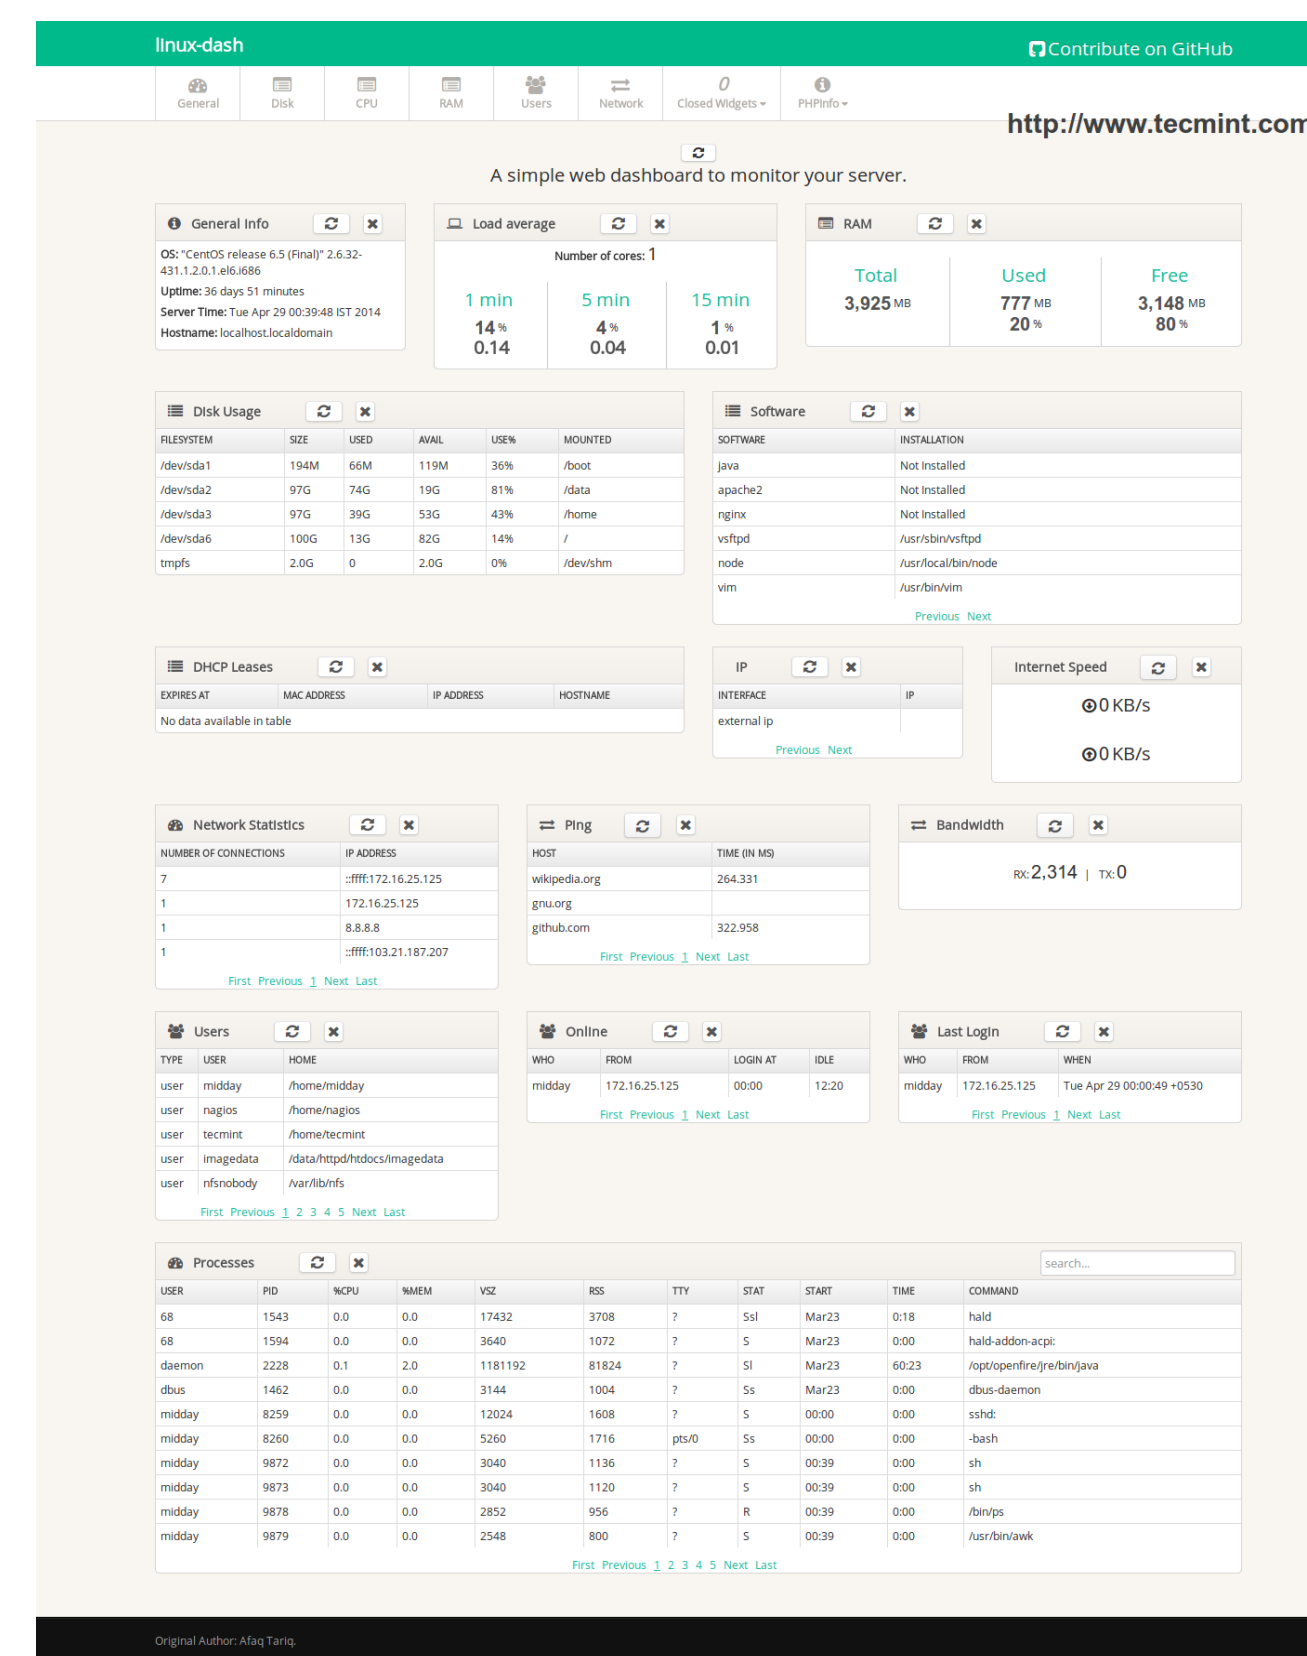 linux-dash
Contribute on GitHub
General Disk CPU RAM Users Network 0 Closed Widgets PHPInfo
http://www.tecmint.com
A simple web dashboard to monitor your server.
General Info
OS: "CentOS release 6.5 (Final)" 2.6.32-
431.1.2.0.1.el6.i686
Uptime: 36 days 51 minutes
Server Time: Tue Apr 29 00:39:48 IST 2014
Hostname: localhost.localdomain
Load average
Number of cores: 1
1 min 5 min 15 min
14 % 4 % 1 %
0.14 0.04 0.01
RAM
Total Used Free
3,925 MB 777 MB 3,148 MB
20 % 80 %
Disk Usage
FILESYSTEM SIZE USED AVAIL USE% MOUNTED
/dev/sda1 194M 66M 119M 36% /boot
/dev/sda2 97G 74G 19G 81% /data
/dev/sda3 97G 39G 53G 43% /home
/dev/sda6 100G 13G 82G 14% /
tmpfs 2.0G 0 2.0G 0% /dev/shm
Software
SOFTWARE INSTALLATION
java Not Installed
apache2 Not Installed
nginx Not Installed
vsftpd /usr/sbin/vsftpd
node /usr/local/bin/node
vim /usr/bin/vim
Previous Next
DHCP Leases
EXPIRES AT MAC ADDRESS IP ADDRESS HOSTNAME
No data available in table
IP
INTERFACE IP
external ip
Previous Next
Internet Speed
0 KB/s
0 KB/s
Network Statistics
NUMBER OF CONNECTIONS IP ADDRESS
7 ::ffff:172.16.25.125
1 172.16.25.125
1 8.8.8.8
1 ::ffff:103.21.187.207
First Previous 1 Next Last
Ping
HOST TIME (IN MS)
wikipedia.org 264.331
gnu.org
github.com 322.958
First Previous 1 Next Last
Bandwidth
RX: 2,314 | TX: 0
Users
TYPE USER HOME
user midday /home/midday
user nagios /home/nagios
user tecmint /home/tecmint
user imagedata /data/httpd/htdocs/imagedata
user nfsnobody /var/lib/nfs
First Previous 1 2 3 4 5 Next Last
Online
WHO FROM LOGIN AT IDLE
midday 172.16.25.125 00:00 12:20
First Previous 1 Next Last
Last Login
WHO FROM WHEN
midday 172.16.25.125 Tue Apr 29 00:00:49 +0530
First Previous 1 Next Last
Processes
search...
USER PID %CPU %MEM VSZ RSS TTY STAT START TIME COMMAND
68 1543 0.0 0.0 17432 3708 ? Ssl Mar23 0:18 hald
68 1594 0.0 0.0 3640 1072 ? S Mar23 0:00 hald-addon-acpi:
daemon 2228 0.1 2.0 1181192 81824 ? Sl Mar23 60:23 /opt/openfire/jre/bin/java
dbus 1462 0.0 0.0 3144 1004 ? Ss Mar23 0:00 dbus-daemon
midday 8259 0.0 0.0 12024 1608 ? S 00:00 0:00 sshd:
midday 8260 0.0 0.0 5260 1716 pts/0 Ss 00:00 0:00 -bash
midday 9872 0.0 0.0 3040 1136 ? S 00:39 0:00 sh
midday 9873 0.0 0.0 3040 1120 ? S 00:39 0:00 sh
midday 9878 0.0 0.0 2852 956 ? R 00:39 0:00 /bin/ps
midday 9879 0.0 0.0 2548 800 ? S 00:39 0:00 /usr/bin/awk
First Previous 1 2 3 4 5 Next Last
Original Author: Afaq Tariq.